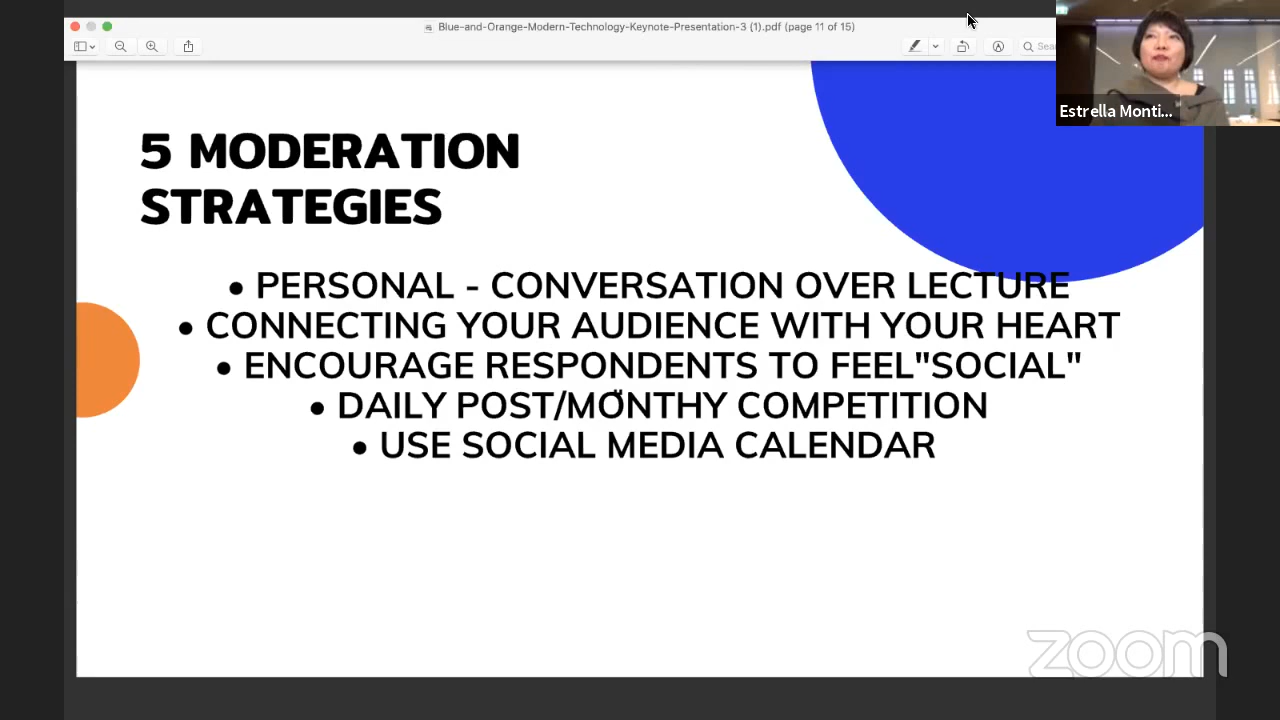 Blue-and-Orange-Modern-Technology-Keynote-Presentation-3 (1).pdf (page 11 of 15)
Sea
Estrella Monti...
5 MODERATION
STRATEGIES
• PERSONAL - CONVERSATION OVER LECTURE
• CONNECTING YOUR AUDIENCE WITH YOUR HEART
• ENCOURAGE RESPONDENTS TO FEEL"SOCIAL"
• DAILY POST/MONTHY COMPETITION
• USE SOCIAL MEDIA CALENDAR
zoom